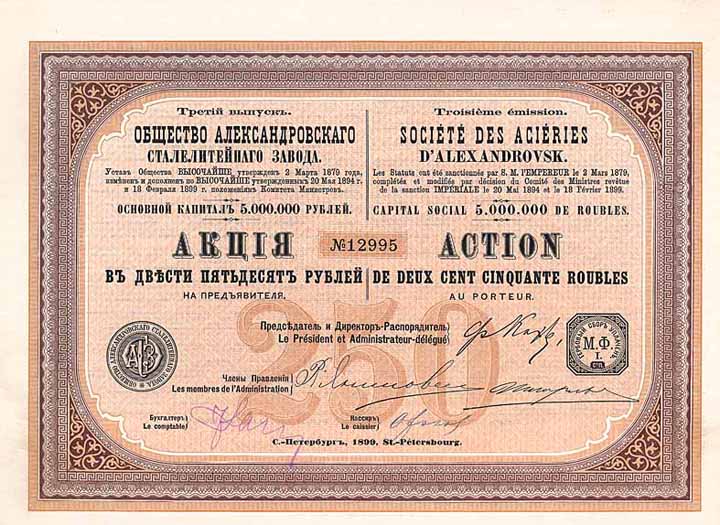 Третій выпускъ.
ОБЩЕСТВО АЛЕКСАНДРОВСКАГО
СТАЛЕЛИТЕЙНАГО ЗАВОДА.
Уставъ Общества ВЫСОЧАЙШЕ утвержденъ 2 Марта 1879 года,
измѣненъ и дополненъ по ВЫСОЧАЙШЕ утвержденнымъ 20 Мая 1894 г.
и 18 Февраля 1899 г. положеніямъ Комитета Министровъ.
ОСНОВНОЙ КАПИТАЛЪ 5.000.000 РУБЛЕЙ.
АКЦІЯ
ВЪ ДВѢСТИ ПЯТЬДЕСЯТЪ РУБЛЕЙ
НА ПРЕДЪЯВИТЕЛЯ.
Troisième émission.
SOCIÉTÉ DES ACIÉRIES
D'ALEXANDROVSK.
Les Statuts ont été sanctionnés par S. M. l'EMPEREUR le 2 Mars 1879,
complétés et modifiés par décision du Comité des Ministres revêtue
de la sanction IMPÉRIALE le 20 Mai 1894 et le 18 Février 1899.
CAPITAL SOCIAL 5.000.000 DE ROUBLES.
ACTION
DE DEUX CENT CINQUANTE ROUBLES
AU PORTEUR.
№12995
250
Предсѣдатель и Директоръ-Распорядитель
Le Président et Administrateur-délégué
Члены Правленія
Les membres de l'Administration
Бухгалтеръ
Le comptable
Кассиръ
Le caissier
С.-Петербургъ, 1899, St.-Pétersbourg.
М.Ф.
I.